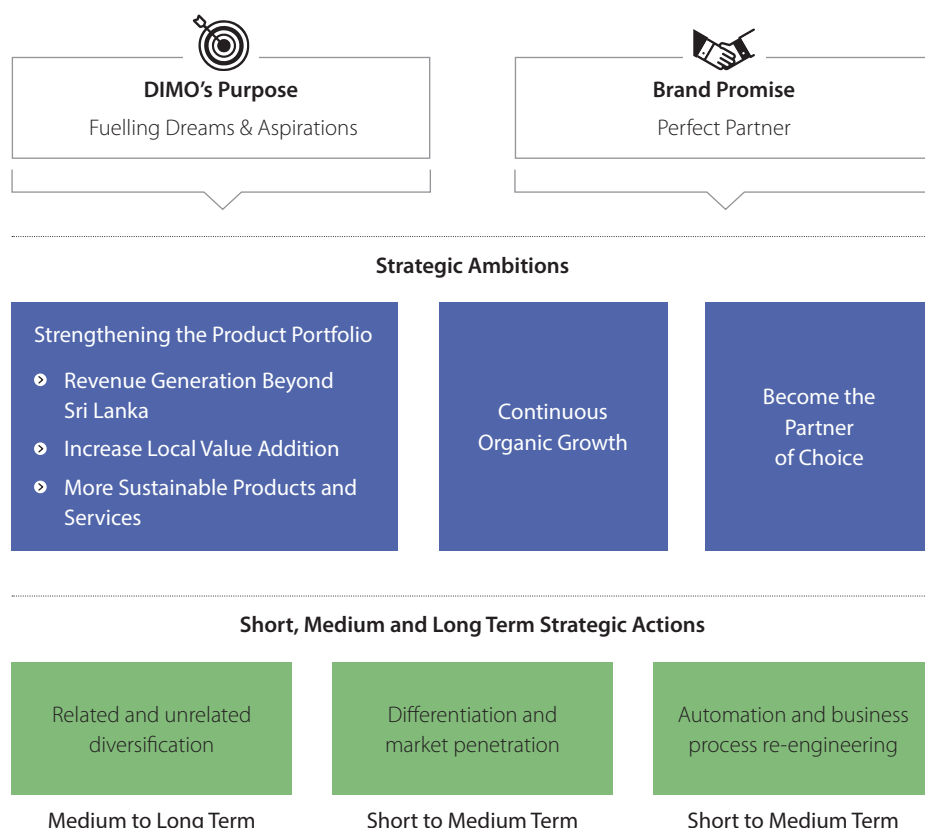 DIMO's Purpose
Fuelling Dreams & Aspirations
Brand Promise
Perfect Partner
Strategic Ambitions
Strengthening the Product Portfolio
Revenue Generation Beyond
Sri Lanka
Increase Local Value Addition
More Sustainable Products and
Services
Continuous
Organic Growth
Become the
Partner
of Choice
Short, Medium and Long Term Strategic Actions
Related and unrelated
diversification
Differentiation and
market penetration
Automation and business
process re-engineering
Medium to Long Term
Short to Medium Term
Short to Medium Term